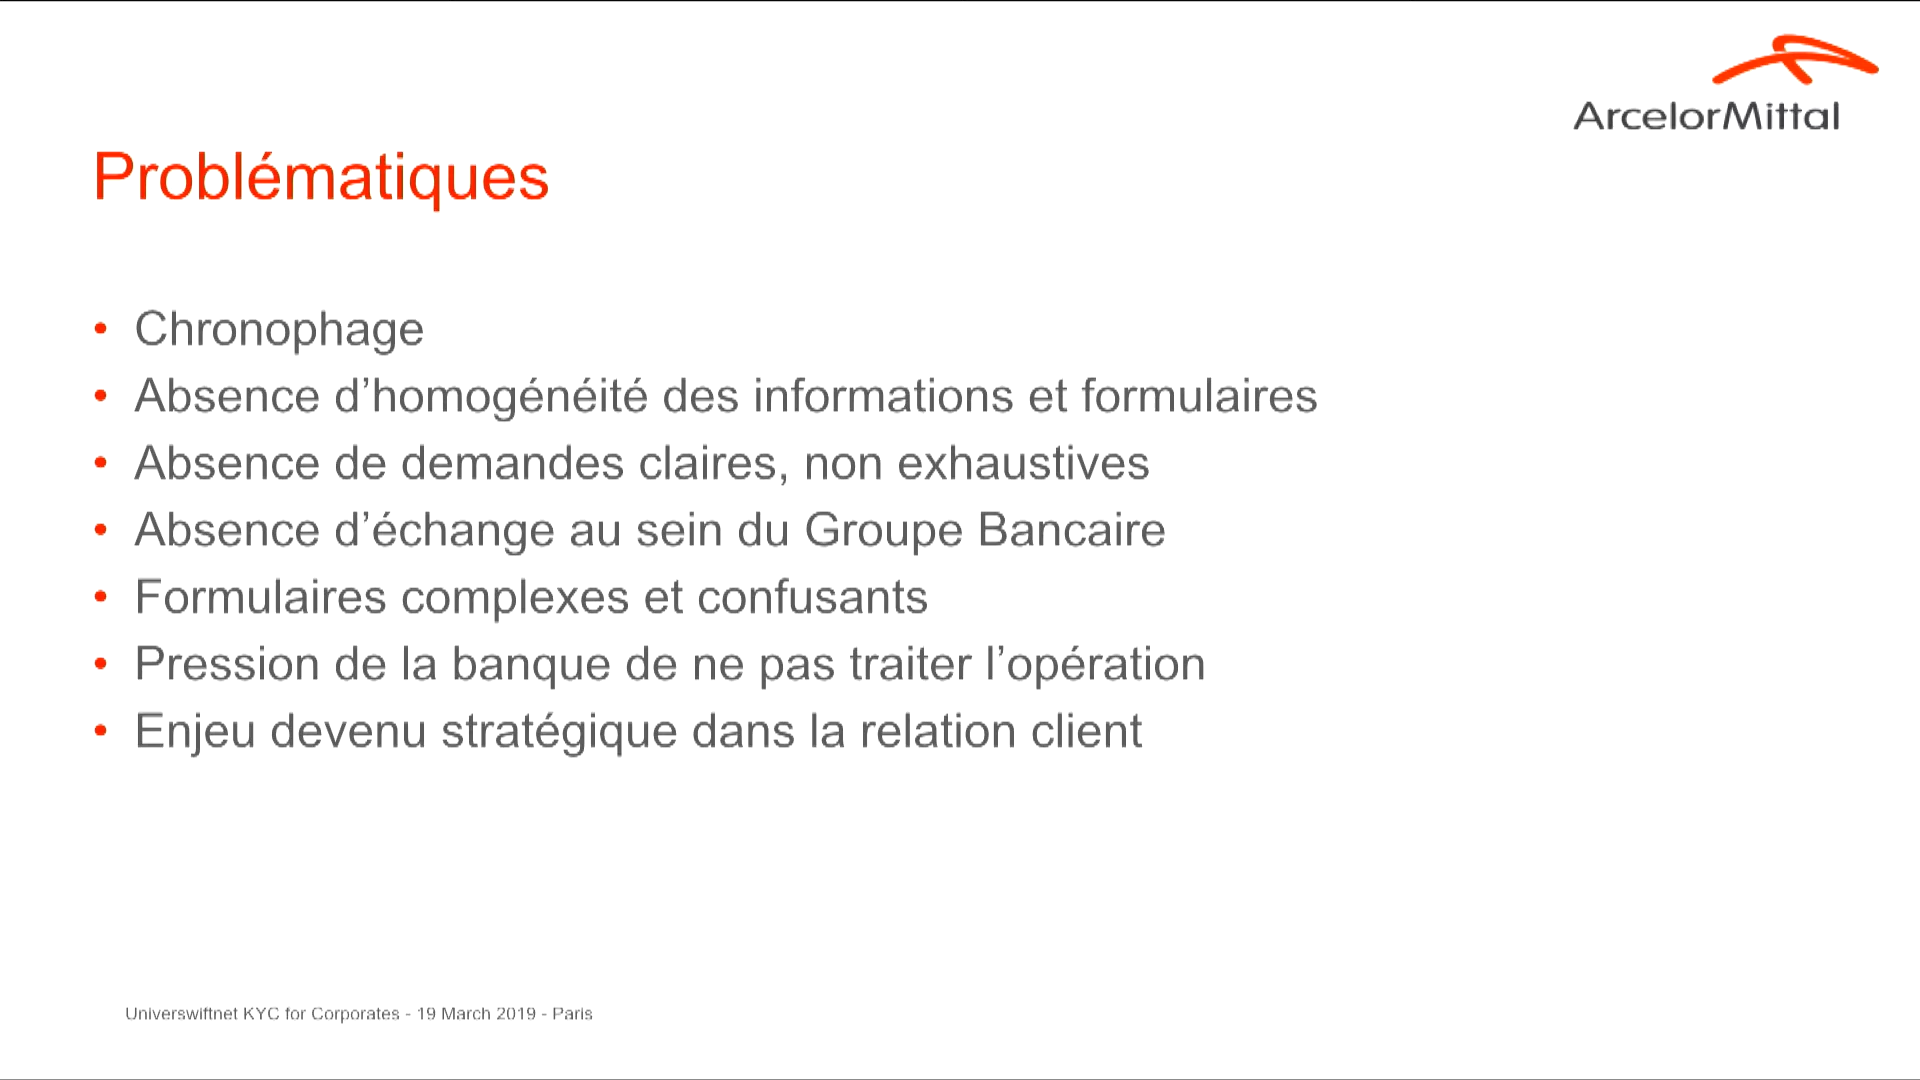 ArcelorMittal
Problématiques
• Chronophage
• Absence d’homogénéité des informations et formulaires
• Absence de demandes claires, non exhaustives
• Absence d’échange au sein du Groupe Bancaire
• Formulaires complexes et confusants
• Pression de la banque de ne pas traiter l’opération
• Enjeu devenu stratégique dans la relation client
Universwiftnet KYC for Corporates - 19 March 2019 - Paris